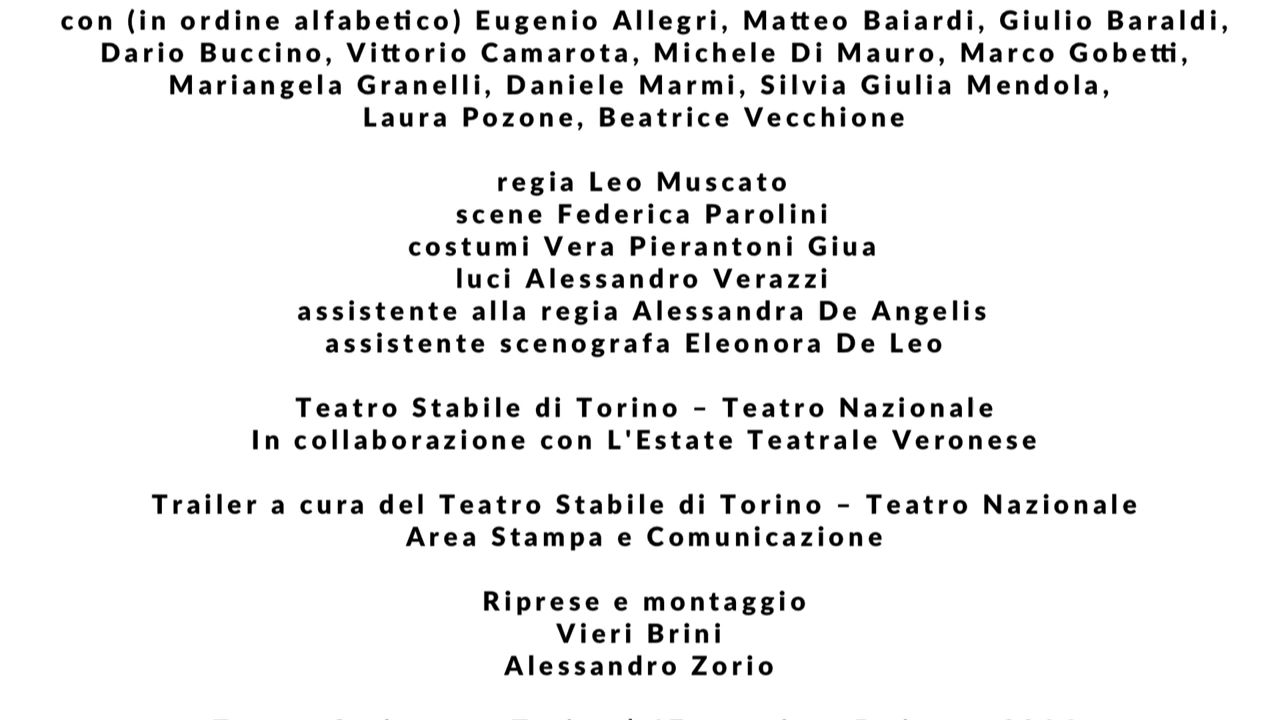 con (in ordine alfabetico) Eugenio Allegri, Matteo Baiardi, Giulio Baraldi,
Dario Buccino, Vittorio Camarota, Michele Di Mauro, Marco Gobetti,
Mariangela Granelli, Daniele Marmi, Silvia Giulia Mendola,
Laura Pozone, Beatrice Vecchione
regia Leo Muscato
scene Federica Parolini
costumi Vera Pierantoni Giua
luci Alessandro Verazzi
assistente alla regia Alessandra De Angelis
assistente scenografa Eleonora De Leo
Teatro Stabile di Torino – Teatro Nazionale
In collaborazione con L'Estate Teatrale Veronese
Trailer a cura del Teatro Stabile di Torino – Teatro Nazionale
Area Stampa e Comunicazione
Riprese e montaggio
Vieri Brini
Alessandro Zorio